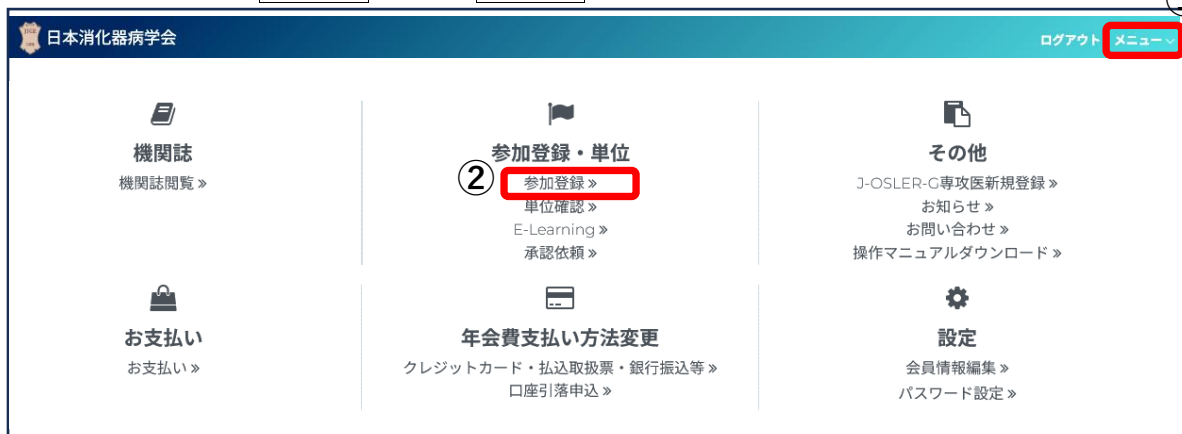 日本消化器病学会
ログアウト メニュー
機関誌
機関誌閲覧 »
参加登録・単位
②
参加登録 »
単位確認 »
E-Learning »
承認依頼 »
その他
J-OSLER-G専攻医新規登録 »
お知らせ »
お問い合わせ »
操作マニュアルダウンロード »
お支払い
お支払い »
年会費支払い方法変更
クレジットカード・払込取扱票・銀行振込等 »
口座引落申込 »
設定
会員情報編集 »
パスワード設定 »